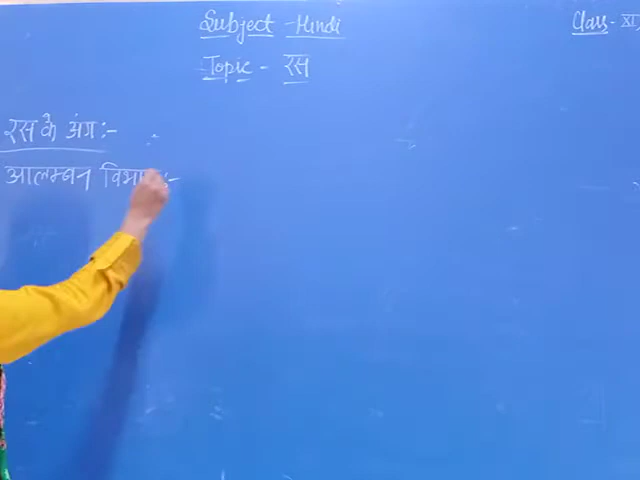 Subject - Hindi
Class - XI
Topic - रस
रस के अंग :-
आलम्बन विभाव :-